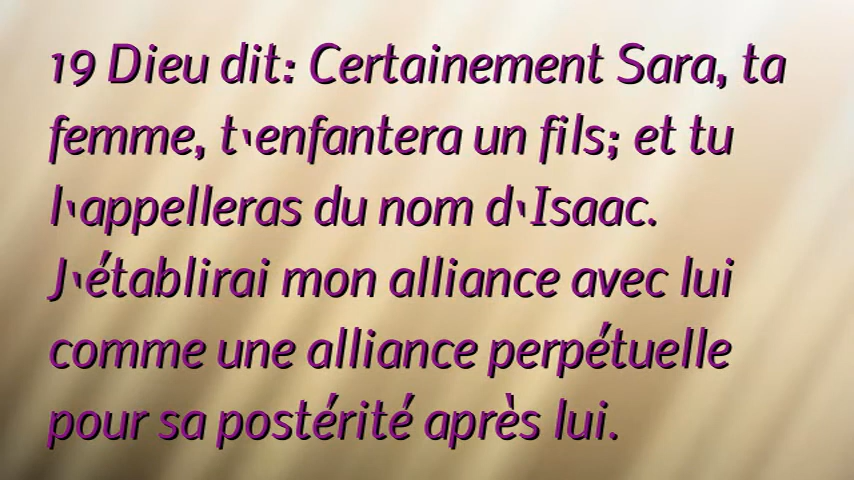 19 Dieu dit: Certainement Sara, ta
femme, t'enfantera un fils; et tu
l'appelleras du nom d'Isaac.
J'établirai mon alliance avec lui
comme une alliance perpétuelle
pour sa postérité après lui.